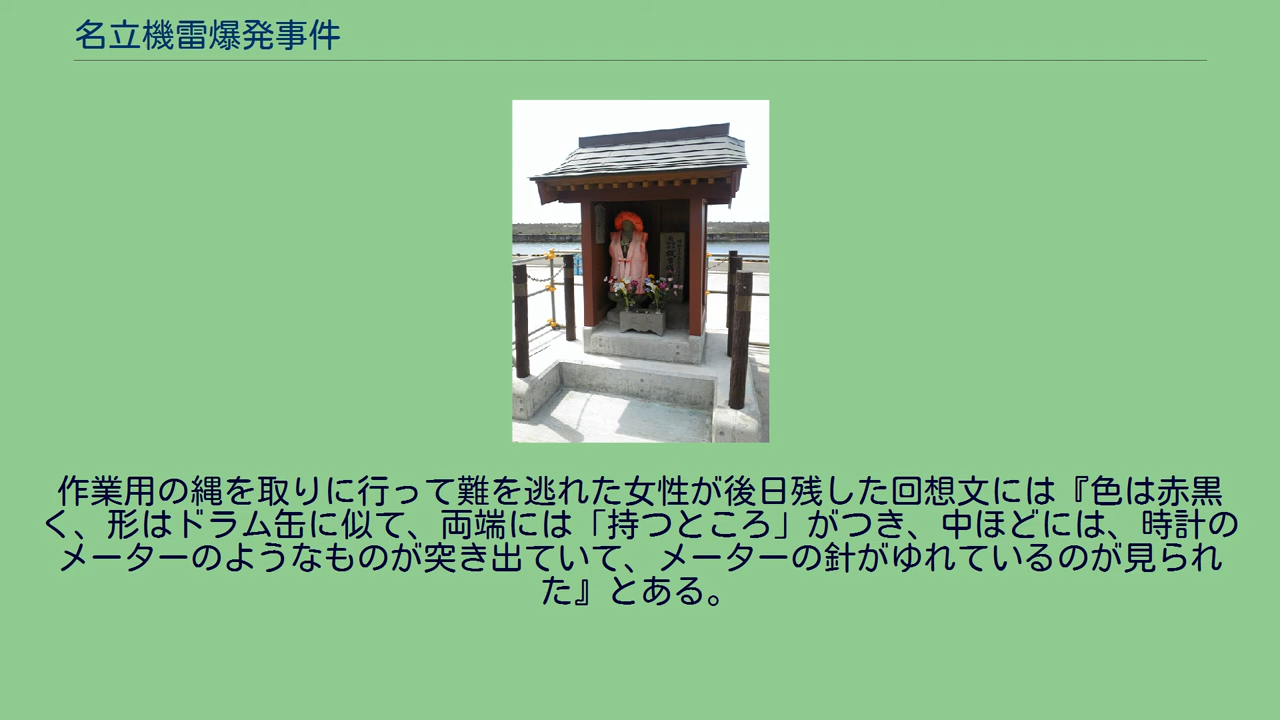 名立機雷爆発事件
作業用の縄を取りに行って難を逃れた女性が後日残した回想文には『色は赤黒
く、形はドラム缶に似て、両端には「持つところ」がつき、中ほどには、時計の
メーターのようなものが突き出ていて、メーターの針がゆれているのが見られ
た』とある。